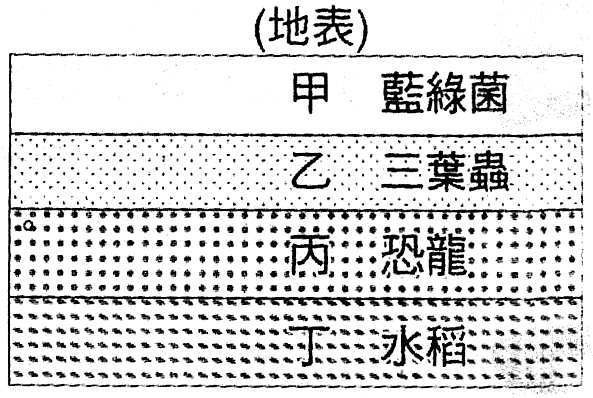 (地表)
甲 藍綠菌
乙 三葉蟲
丙 恐龍
丁 水稻